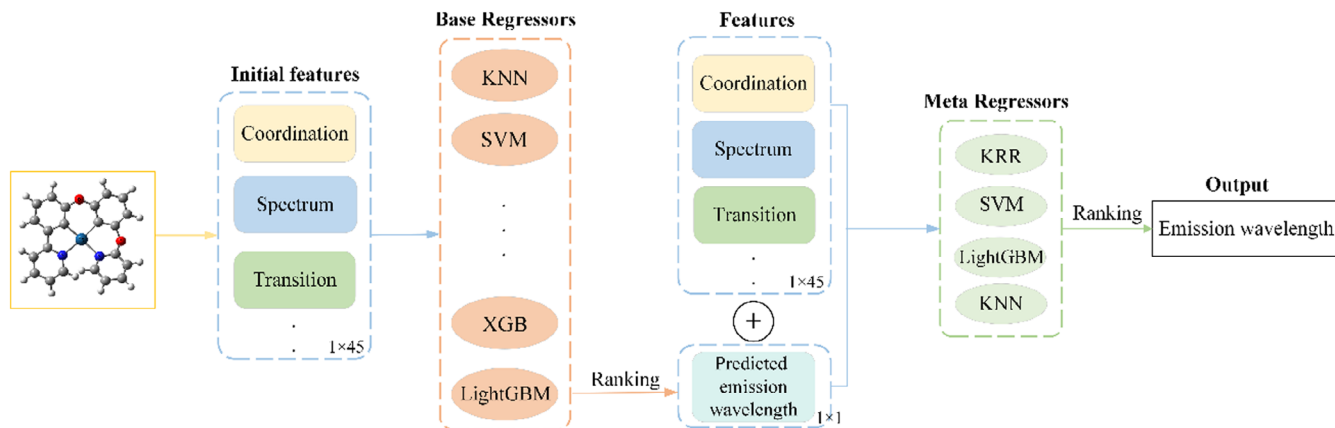 Initial features
Coordination
Spectrum
Transition
.
.
1×45
Base Regressors
KNN
SVM
.
.
.
XGB
LightGBM
Ranking
Features
Coordination
Spectrum
Transition
.
.
1×45
+
Predicted
emission
wavelength
1×1
Meta Regressors
KRR
SVM
LightGBM
KNN
Ranking
Output
Emission wavelength